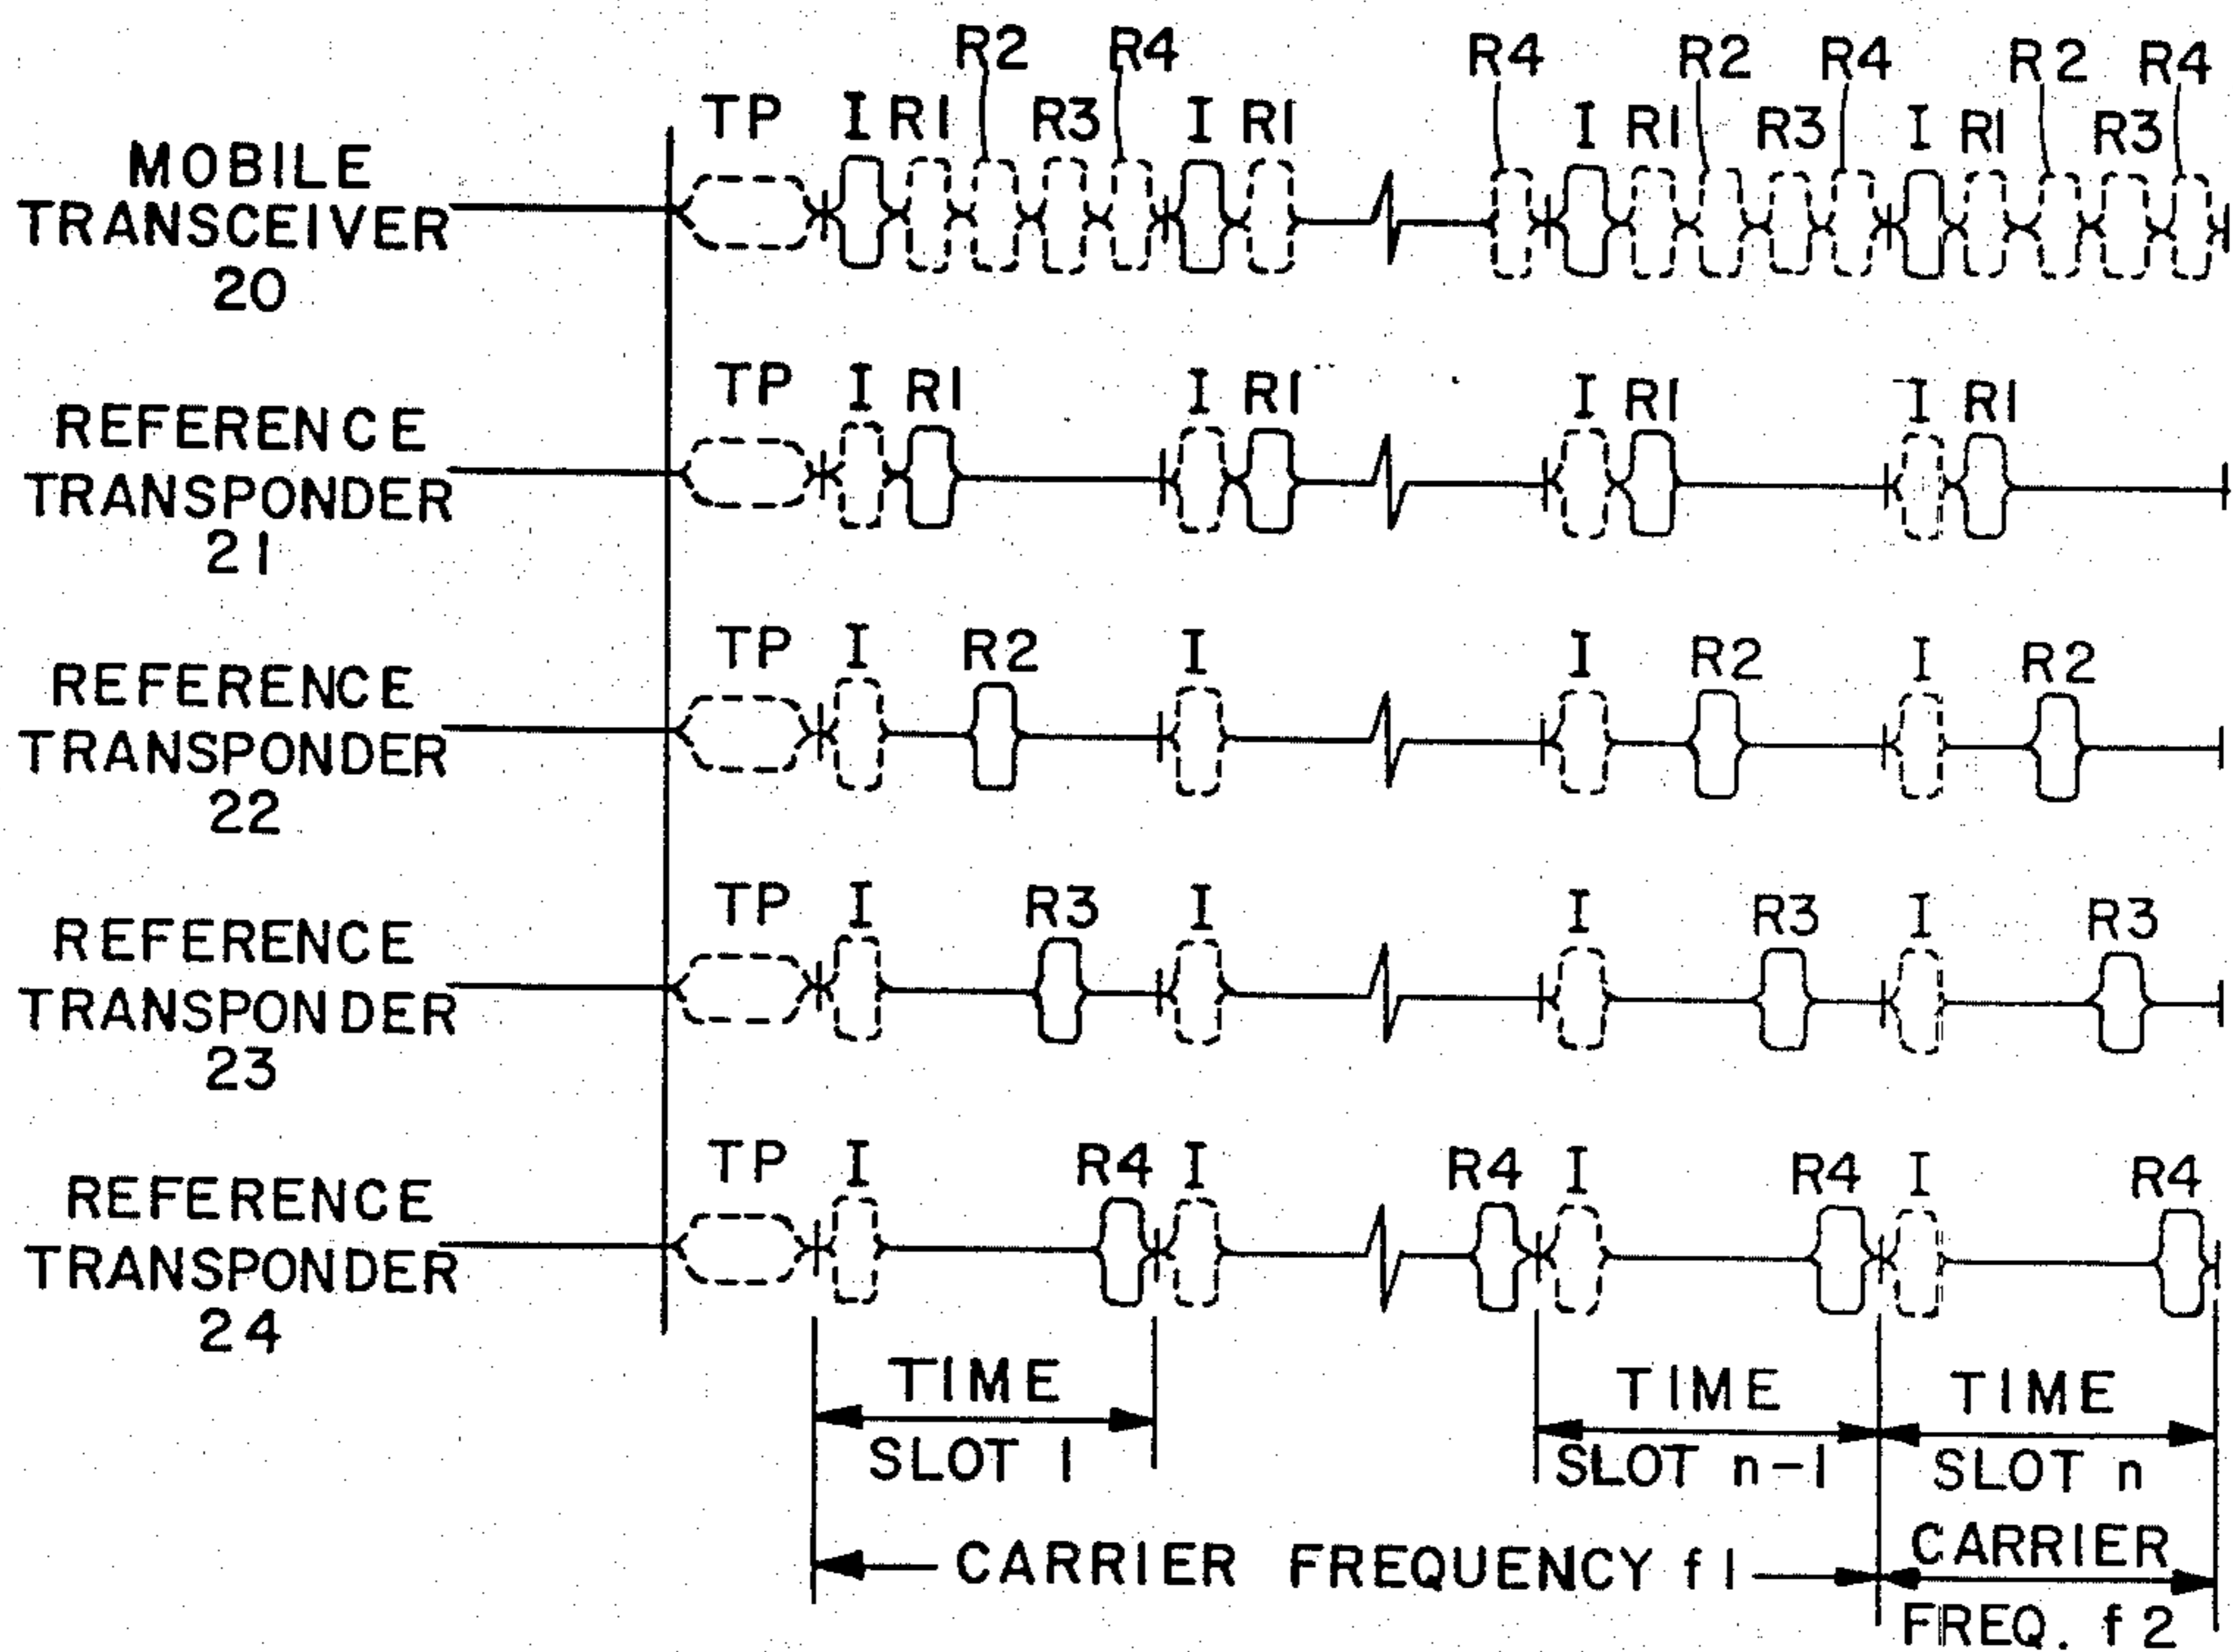 R2 R4 R4 R2 R4 R2 R4
TP I R1 R3 I R1 I R1 R3 I R1 R3
MOBILE
TRANSCEIVER
20
TP I R1 I R1 I R1 I R1
REFERENCE
TRANSPONDER
21
TP I R2 I I R2 I R2
REFERENCE
TRANSPONDER
22
TP I R3 I I R3 I R3
REFERENCE
TRANSPONDER
23
TP I R4 I R4 I R4 I R4
REFERENCE
TRANSPONDER
24
TIME
SLOT 1
TIME
SLOT n-1
TIME
SLOT n
CARRIER FREQUENCY f1
CARRIER
FREQ. f2